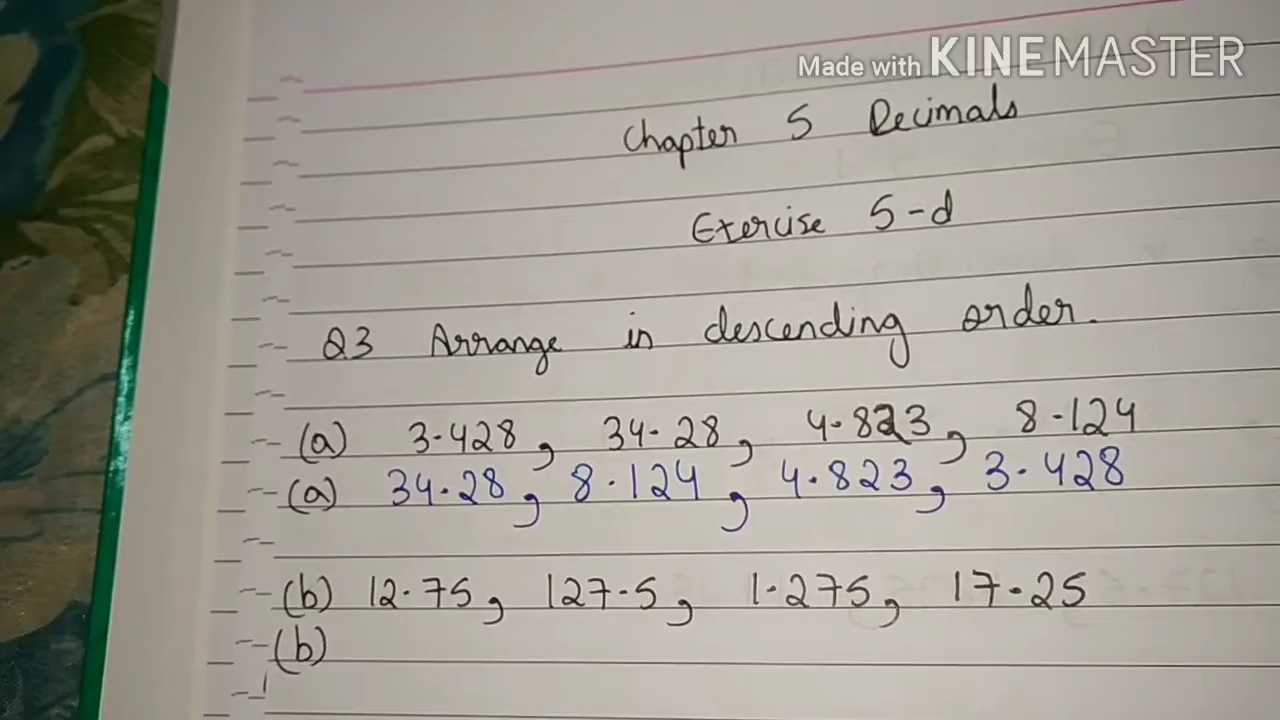 Made with KINEMASTER
Chapter 5 Decimals
Exercise 5-d
Q3 Arrange in descending order.
(a) 3.428, 34.28, 4.823, 8.124
(a) 34.28, 8.124, 4.823, 3.428
(b) 12.75, 127.5, 1.275, 17.25
(b)